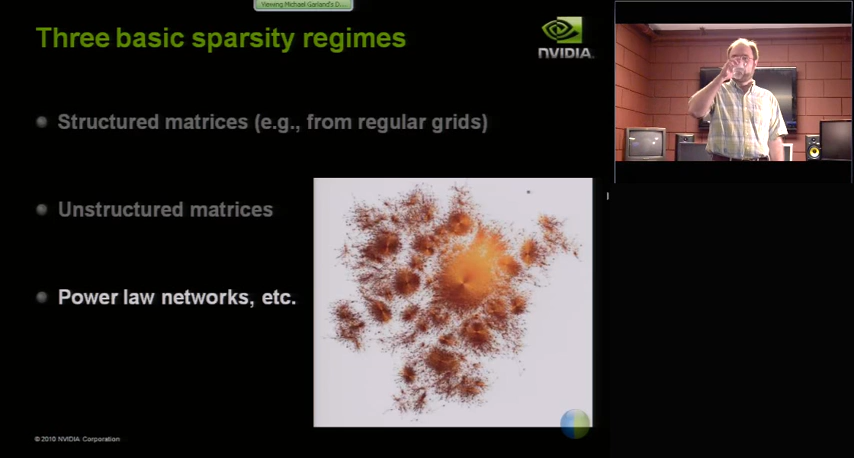 Viewing Michael Garland's D...
Three basic sparsity regimes
NVIDIA.
Structured matrices (e.g., from regular grids)
Unstructured matrices
Power law networks, etc.
© 2010 NVIDIA Corporation